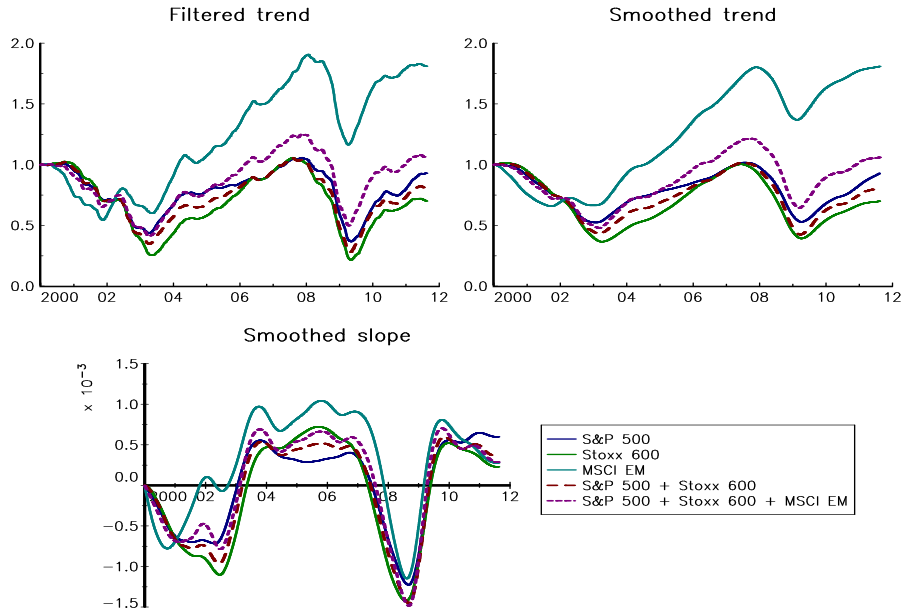 Filtered trend
2.0
1.5
1.0
0.5
0.0
2000 02 04 06 08 10 12
Smoothed trend
2.0
1.5
1.0
0.5
0.0
2000 02 04 06 08 10 12
Smoothed slope
x 10⁻³
1.5
1.0
0.5
0.0
−0.5
−1.0
−1.5
2000 02 04 06 08 10 12
S&P 500
Stoxx 600
MSCI EM
S&P 500 + Stoxx 600
S&P 500 + Stoxx 600 + MSCI EM